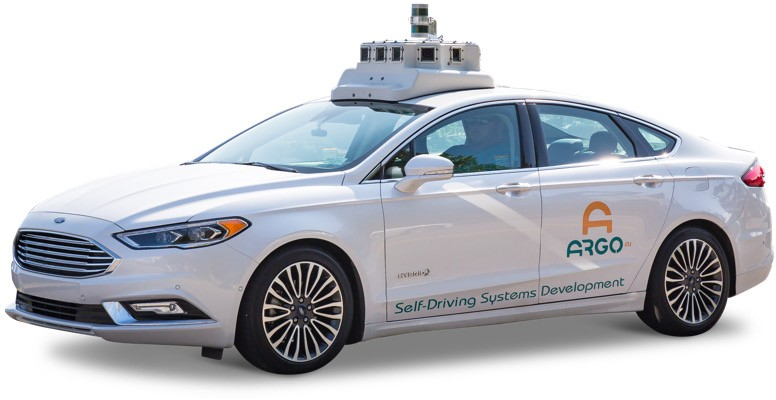 HYBRID
ARGO AI
Self-Driving Systems Development